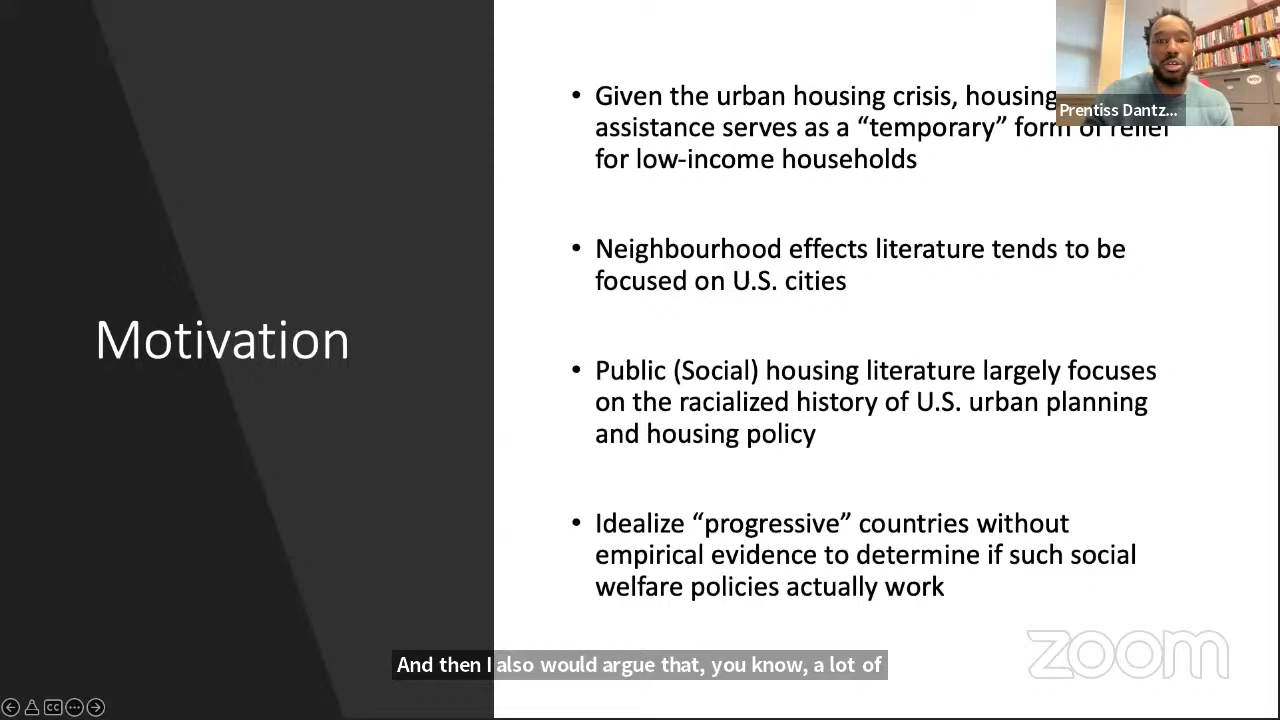 Motivation
• Given the urban housing crisis, housing
assistance serves as a “temporary” form of relief
for low-income households
• Neighbourhood effects literature tends to be
focused on U.S. cities
• Public (Social) housing literature largely focuses
on the racialized history of U.S. urban planning
and housing policy
• Idealize “progressive” countries without
empirical evidence to determine if such social
welfare policies actually work
Prentiss Dantz...
And then I also would argue that, you know, a lot of
zoom
CC